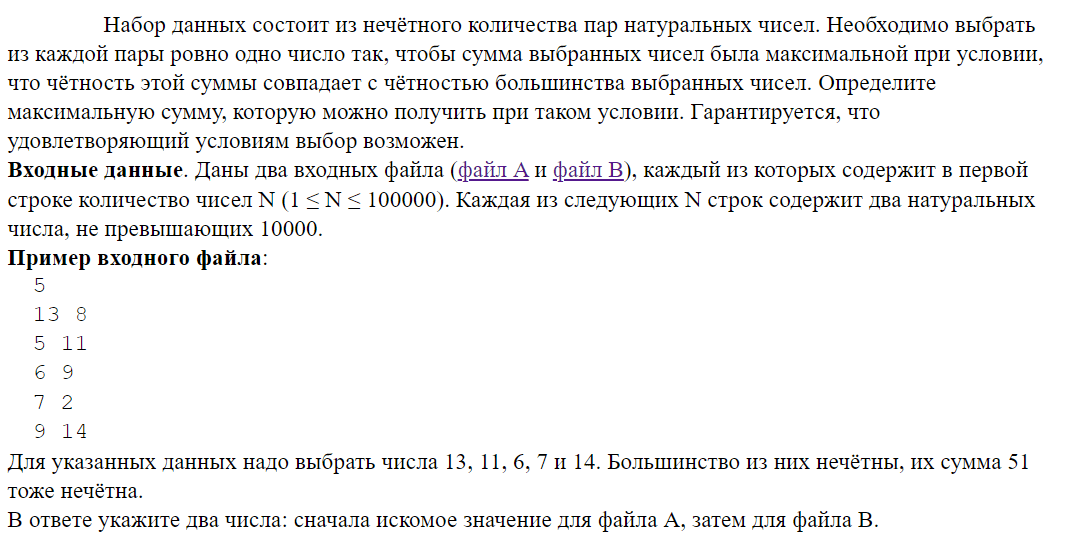 Набор данных состоит из нечётного количества пар натуральных чисел. Необходимо выбрать
из каждой пары ровно одно число так, чтобы сумма выбранных чисел была максимальной при условии,
что чётность этой суммы совпадает с чётностью большинства выбранных чисел. Определите
максимальную сумму, которую можно получить при таком условии. Гарантируется, что
удовлетворяющий условиям выбор возможен.
Входные данные. Даны два входных файла (файл A и файл B), каждый из которых содержит в первой
строке количество чисел N (1 ≤ N ≤ 100000). Каждая из следующих N строк содержит два натуральных
числа, не превышающих 10000.
Пример входного файла:
5
13 8
5 11
6 9
7 2
9 14
Для указанных данных надо выбрать числа 13, 11, 6, 7 и 14. Большинство из них нечётны, их сумма 51
тоже нечётна.
В ответе укажите два числа: сначала искомое значение для файла А, затем для файла B.